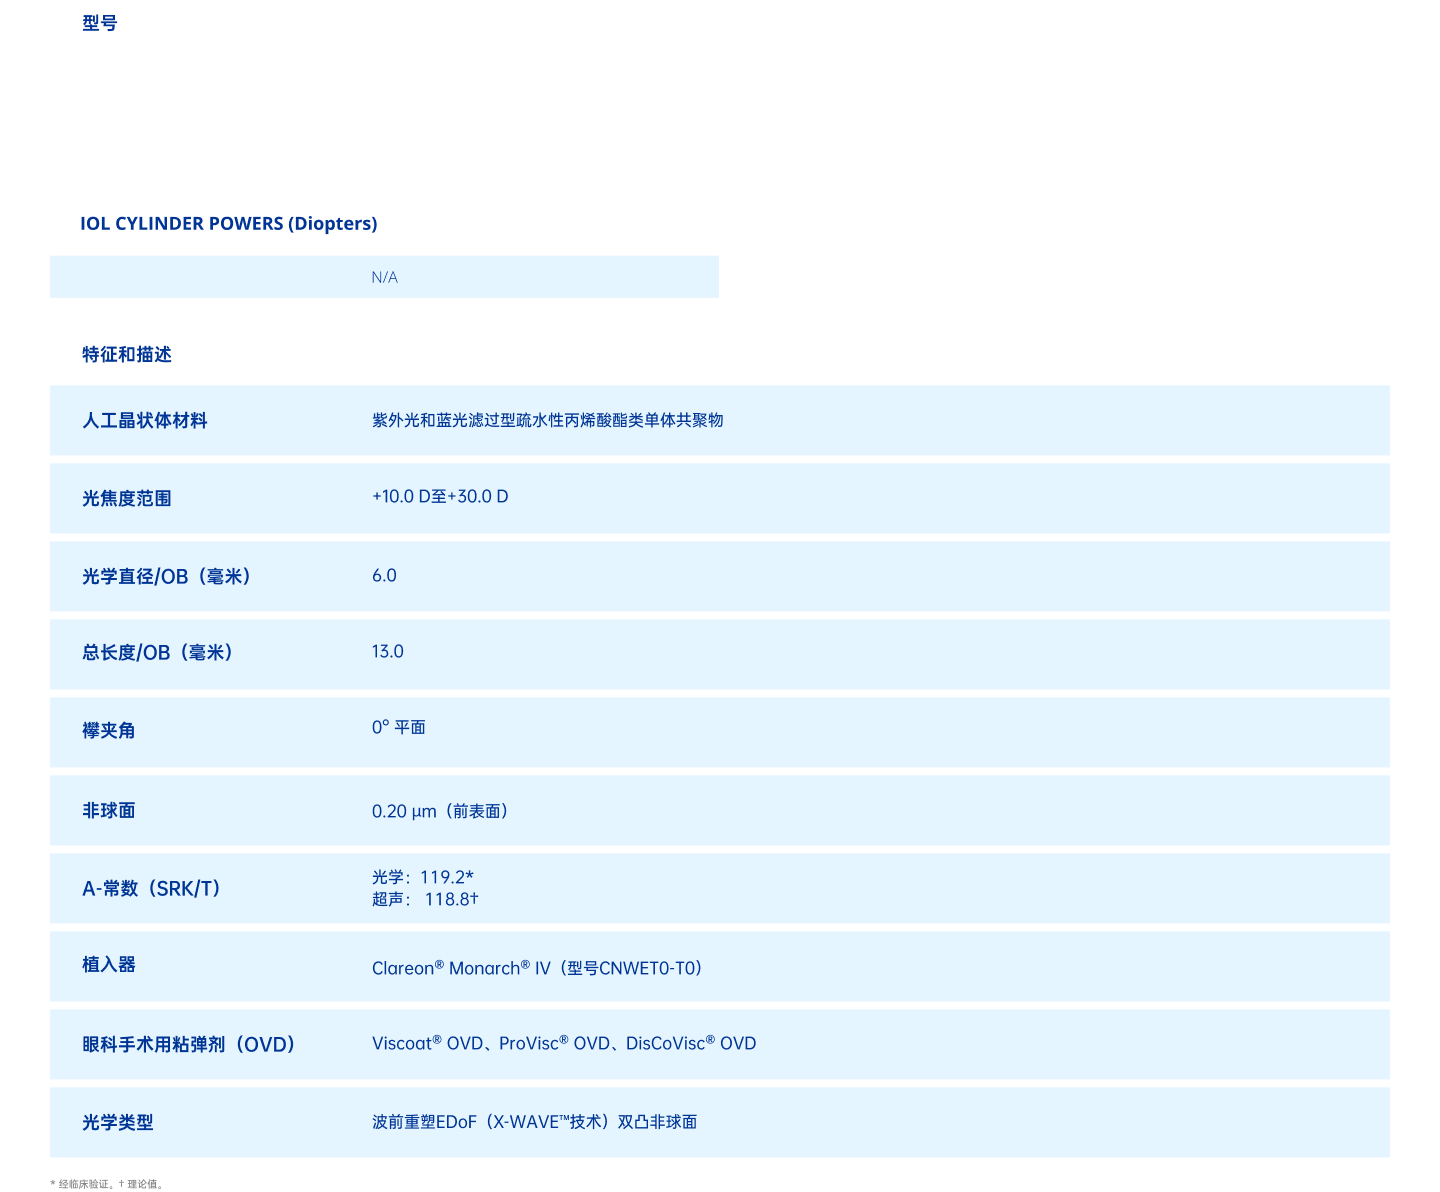 型号
IOL CYLINDER POWERS (Diopters)
N/A
特征和描述
人工晶状体材料 紫外光和蓝光滤过型疏水性丙烯酸酯类单体共聚物
光焦度范围 +10.0 D至+30.0 D
光学直径/OB（毫米） 6.0
总长度/OB（毫米） 13.0
襻夹角 0° 平面
非球面 0.20 μm（前表面）
A-常数（SRK/T） 光学：119.2*
超声： 118.8†
植入器 Clareon® Monarch® IV（型号CNWET0-T0）
眼科手术用粘弹剂（OVD） Viscoat® OVD、ProVisc® OVD、DisCoVisc® OVD
光学类型 波前重塑EDoF（X-WAVE™技术）双凸非球面
* 经临床验证。† 理论值。